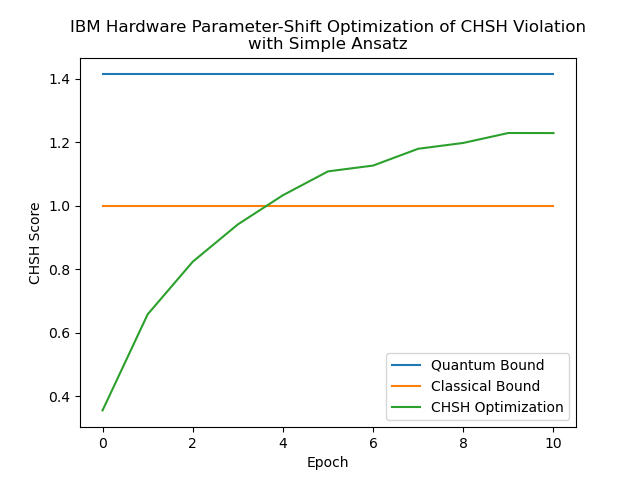 IBM Hardware Parameter-Shift Optimization of CHSH Violation
with Simple Ansatz
1.4
1.2
1.0
0.8
0.6
0.4
CHSH Score
Quantum Bound
Classical Bound
CHSH Optimization
0 2 4 6 8 10
Epoch